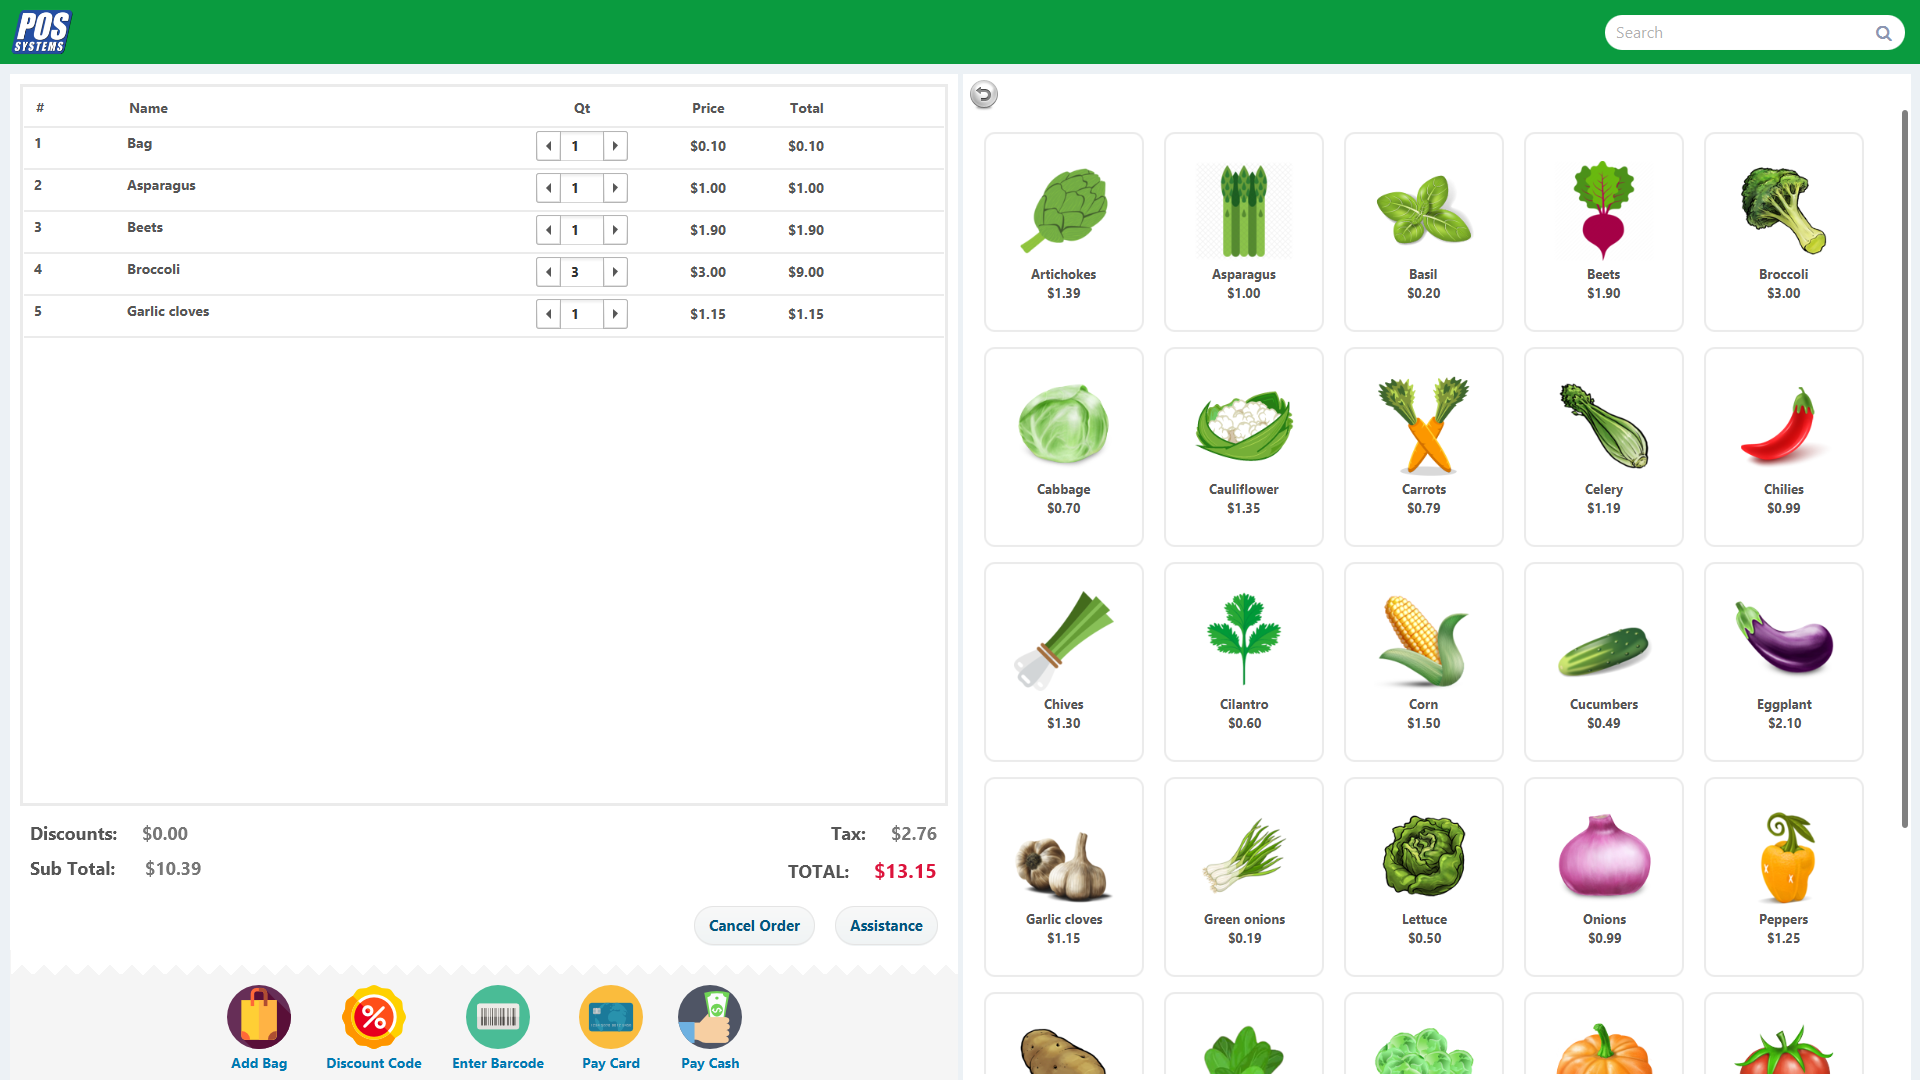 POS
SYSTEMS
Search
# Name Qt Price Total
1 Bag 1 $0.10 $0.10
2 Asparagus 1 $1.00 $1.00
3 Beets 1 $1.90 $1.90
4 Broccoli 3 $3.00 $9.00
5 Garlic cloves 1 $1.15 $1.15
Discounts: $0.00
Tax: $2.76
Sub Total: $10.39
TOTAL: $13.15
Cancel Order
Assistance
Add Bag
Discount Code
Enter Barcode
Pay Card
Pay Cash
Artichokes
$1.39
Asparagus
$1.00
Basil
$0.20
Beets
$1.90
Broccoli
$3.00
Cabbage
$0.70
Cauliflower
$1.35
Carrots
$0.79
Celery
$1.19
Chilies
$0.99
Chives
$1.30
Cilantro
$0.60
Corn
$1.50
Cucumbers
$0.49
Eggplant
$2.10
Garlic cloves
$1.15
Green onions
$0.19
Lettuce
$0.50
Onions
$0.99
Peppers
$1.25